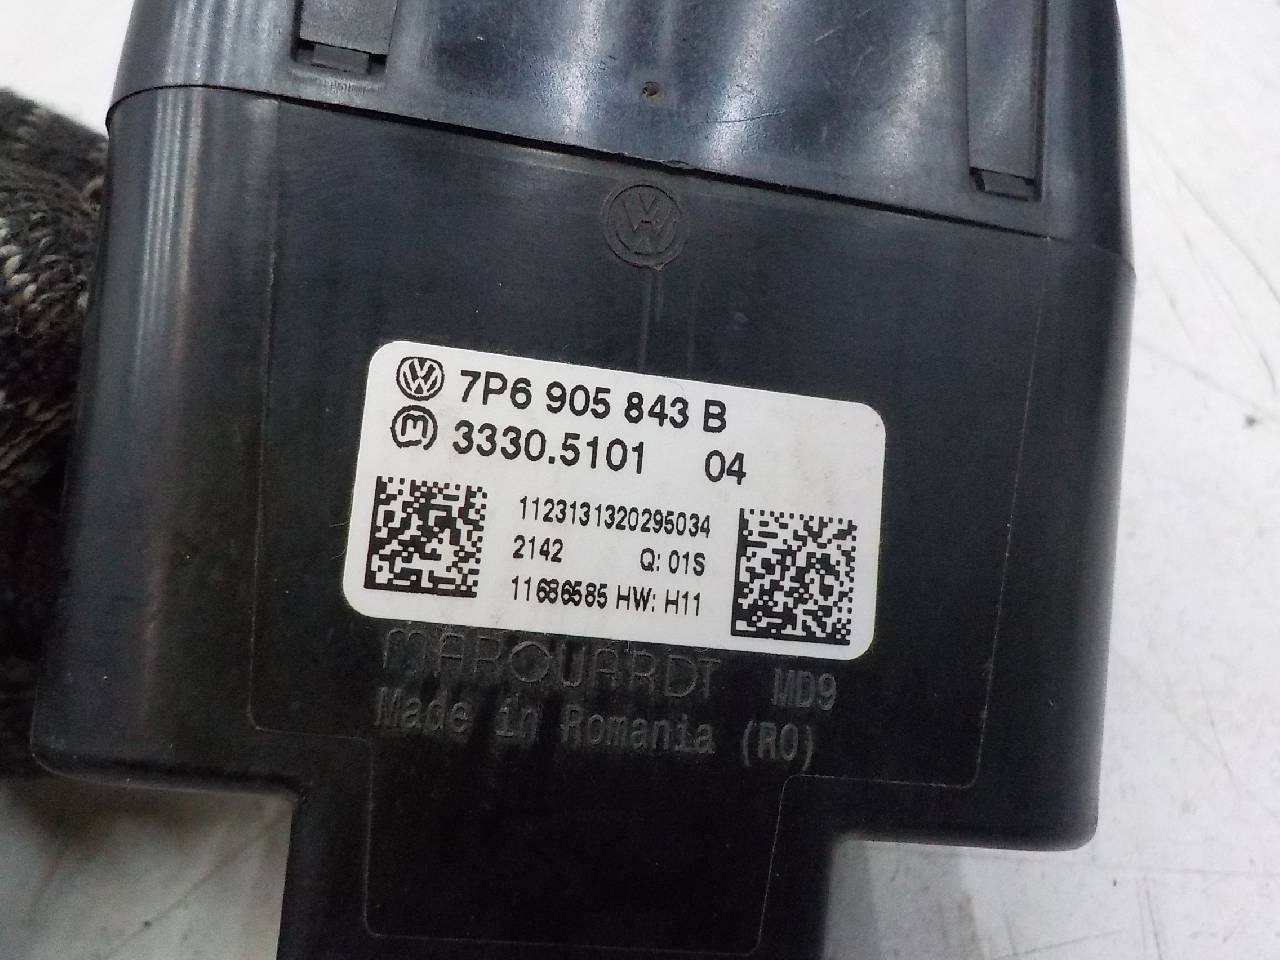 7P6 905 843 B
3330.5101 04
1123131320295034
2142 Q: 01S
11686585 HW: H11
MARQUARDT MD9
Made in Romania (RO)